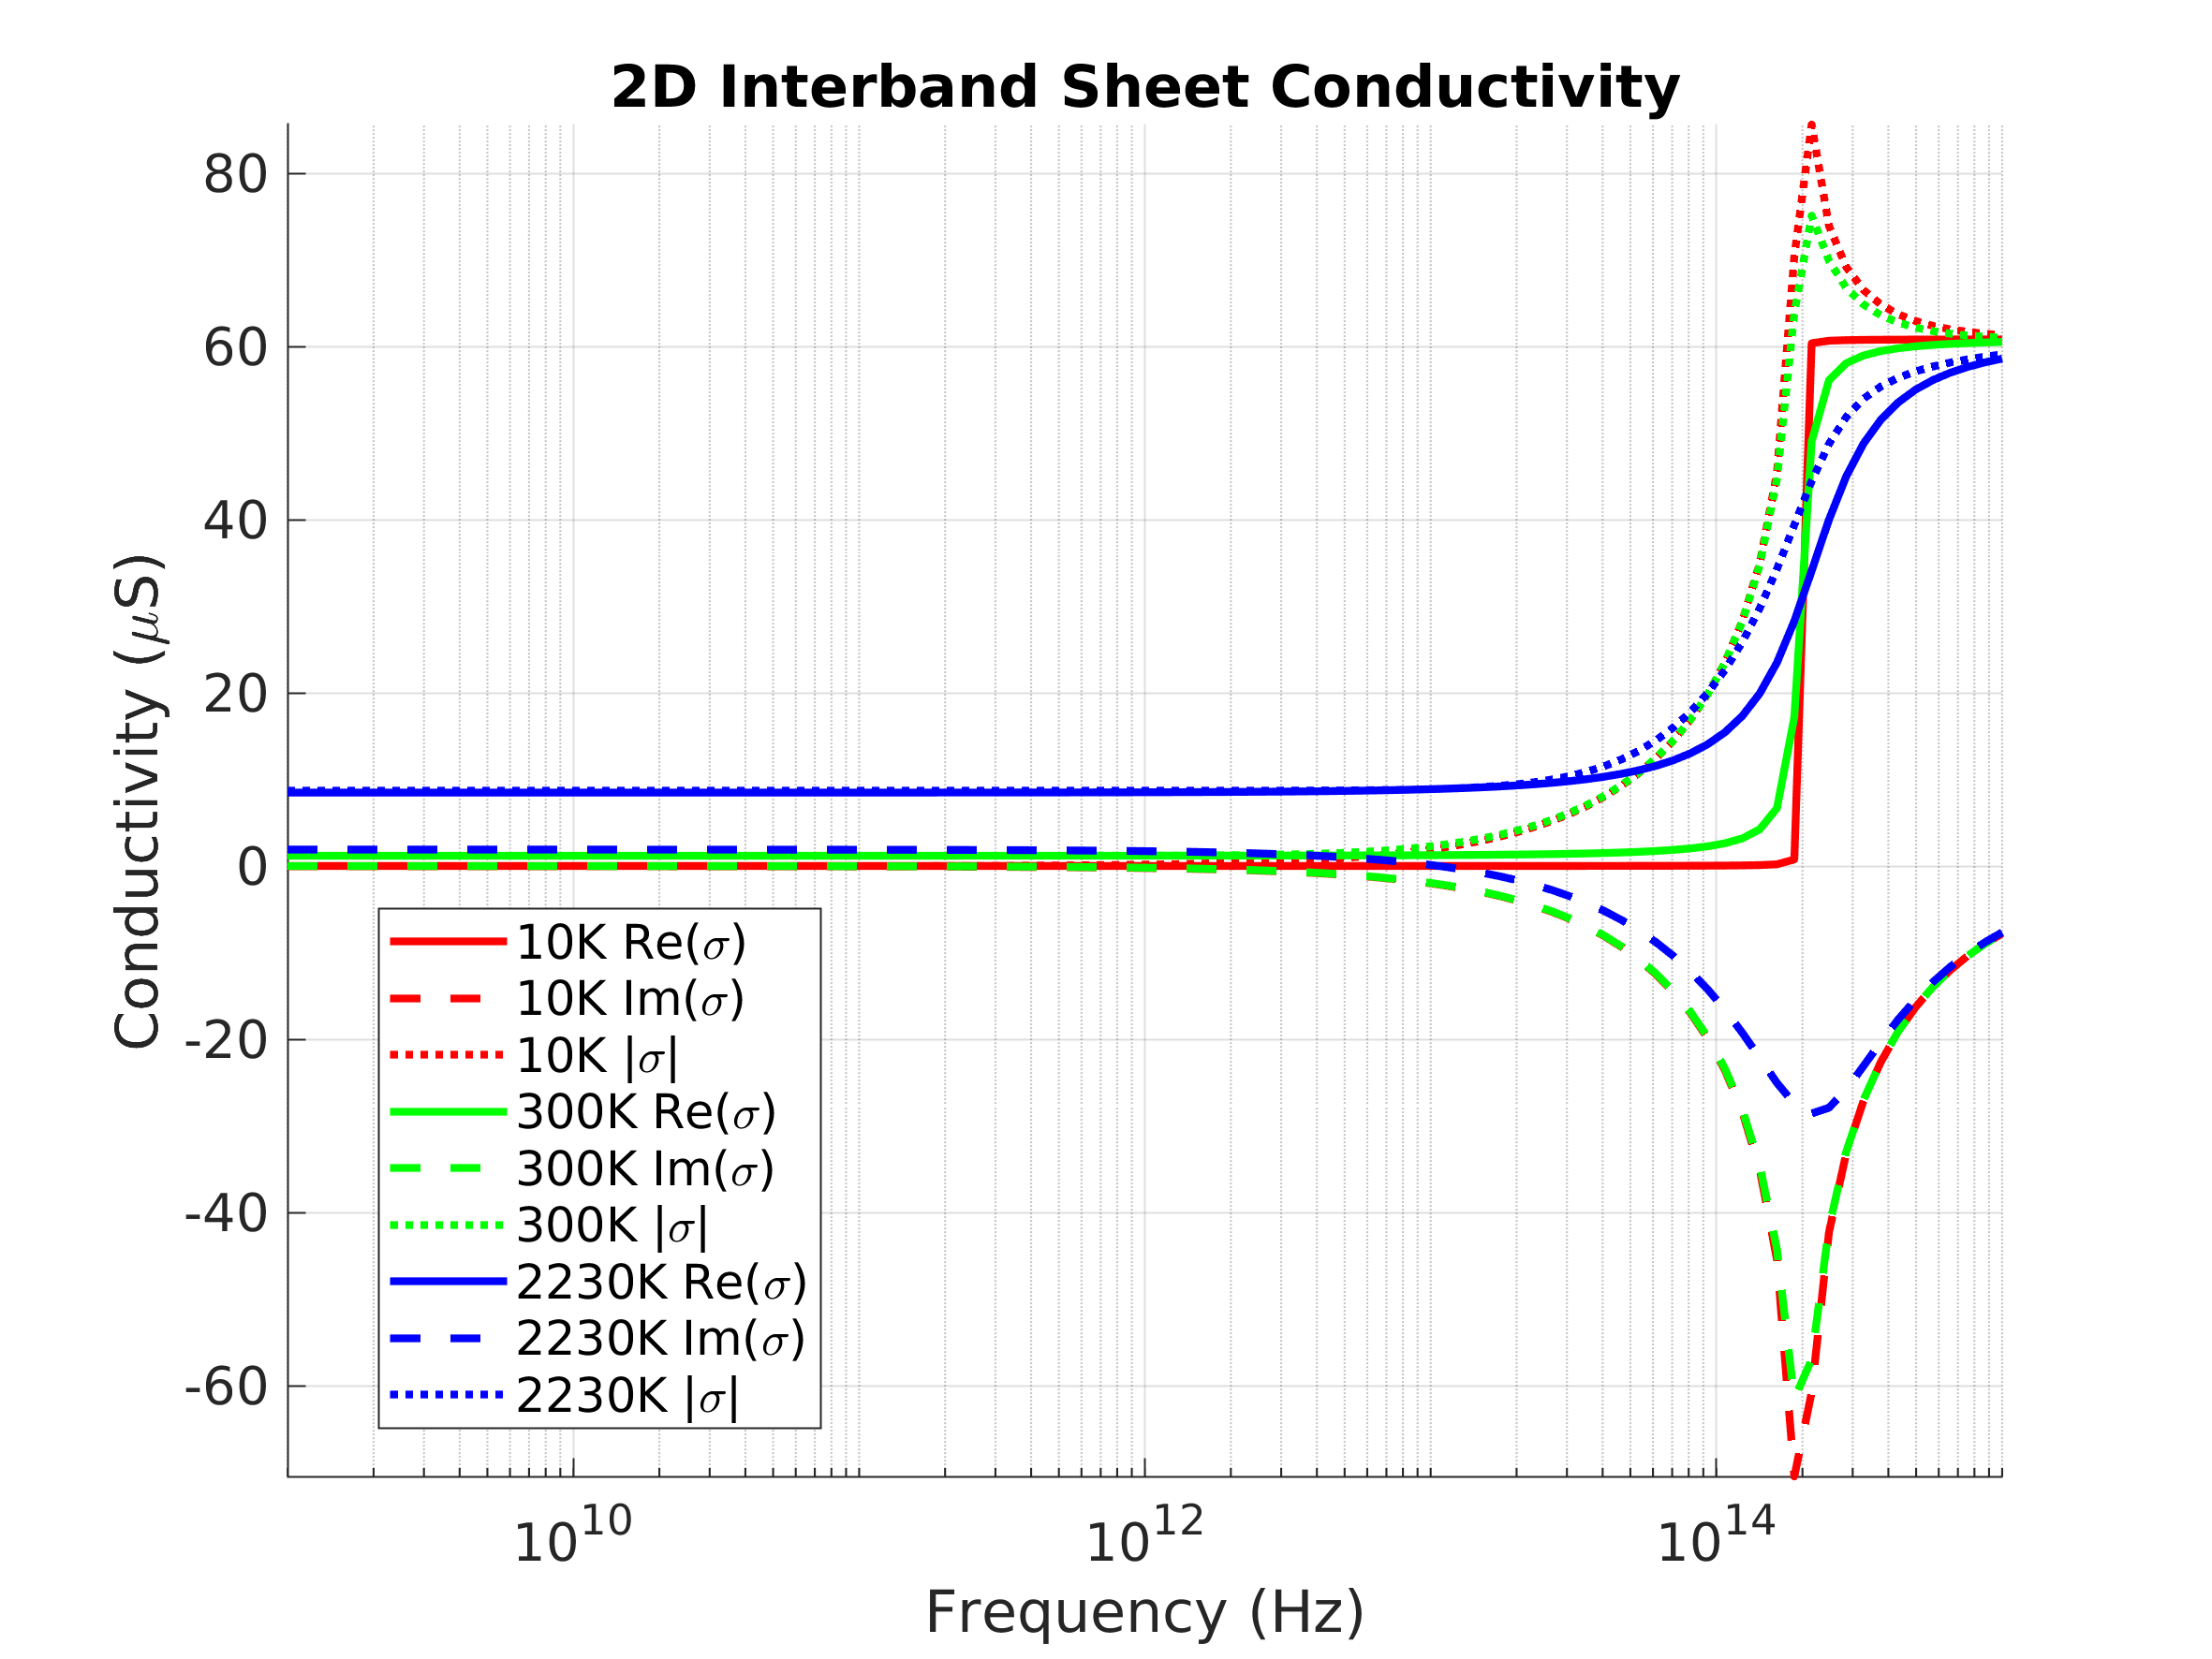 2D Interband Sheet Conductivity
Conductivity (μS)
80
60
40
20
0
-20
-40
-60
10K Re(σ)
10K Im(σ)
10K |σ|
300K Re(σ)
300K Im(σ)
300K |σ|
2230K Re(σ)
2230K Im(σ)
2230K |σ|
10^10 10^12 10^14
Frequency (Hz)